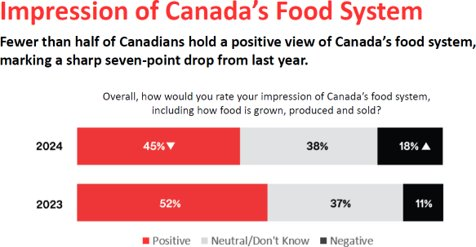 Impression of Canada's Food System
Fewer than half of Canadians hold a positive view of Canada's food system,
marking a sharp seven-point drop from last year.
Overall, how would you rate your impression of Canada's food system,
including how food is grown, produced and sold?
2024 45%▼ 38% 18%▲
2023 52% 37% 11%
Positive Neutral/Don't Know Negative